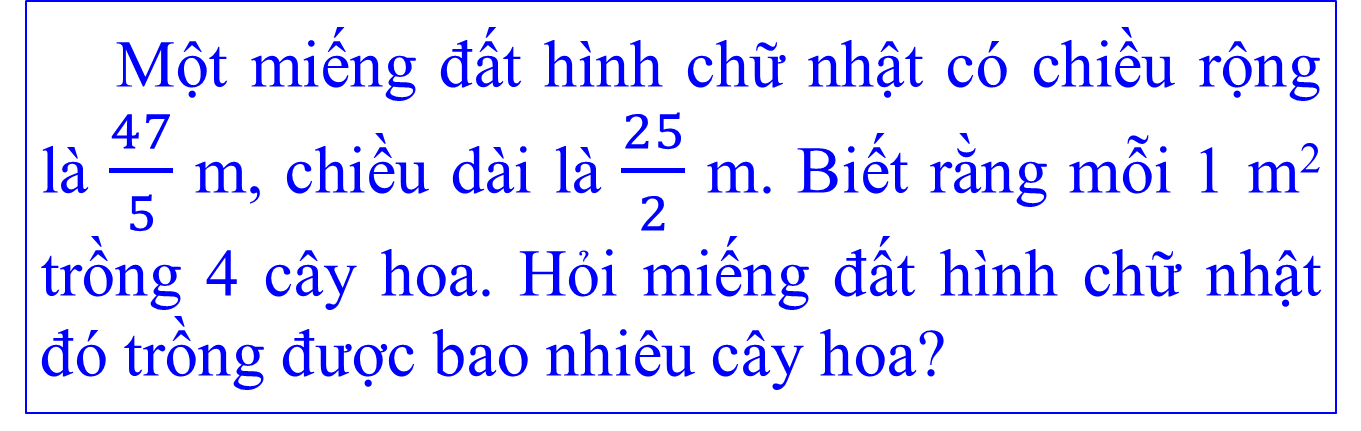 Một miếng đất hình chữ nhật có chiều rộng
là 47/5 m, chiều dài là 25/2 m. Biết rằng mỗi 1 m²
trồng 4 cây hoa. Hỏi miếng đất hình chữ nhật
đó trồng được bao nhiêu cây hoa?